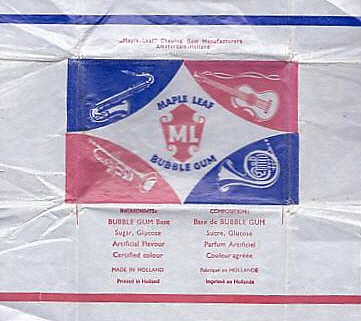 „Maple-Leaf" Chewing Gum Manufacturers
Amsterdam-Holland
MAPLE LEAF
ML
BUBBLE GUM
INGREDIENTS:
BUBBLE GUM Base
Sugar, Glucose
Artificial Flavour
Certified colour
MADE IN HOLLAND
Printed in Holland
COMPOSITION:
Base de BUBBLE GUM
Sucre, Glucose
Parfum Artificiel
Couleur agréée
Fabriqué en HOLLANDE
Imprimé en Hollande